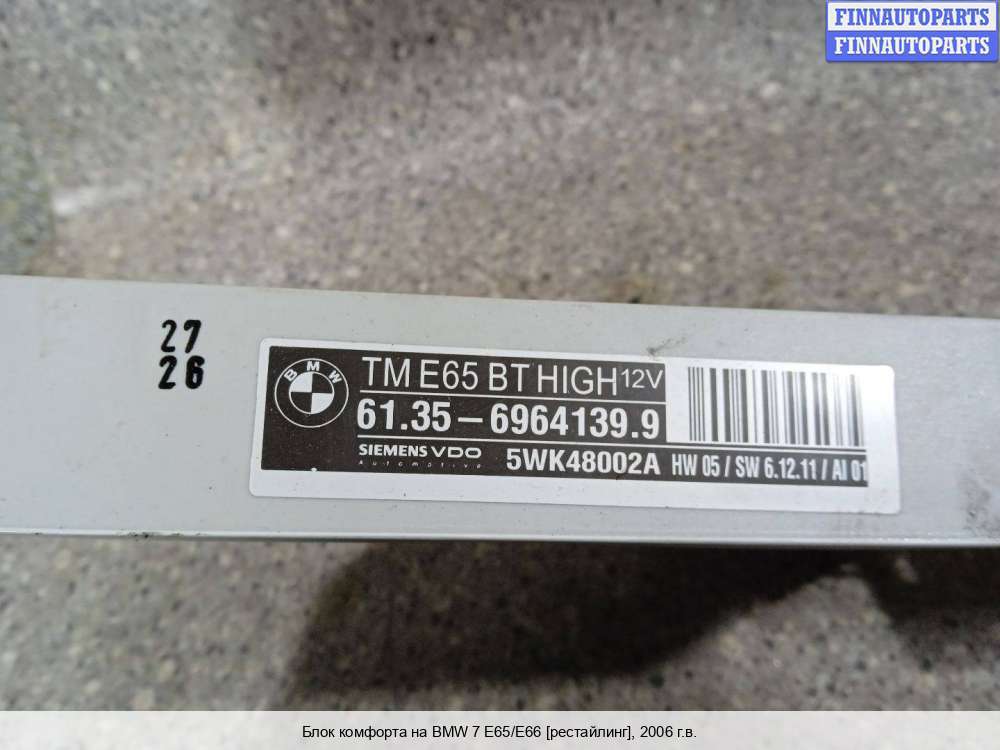 FINNAUTOPARTS
FINNAUTOPARTS
27
26
BMW
TM E65 BT HIGH 12V
61.35-6964139.9
SIEMENS VDO
Automotive
5WK48002A HW 05 / SW 6.12.11 / AI 01
Блок комфорта на BMW 7 E65/E66 [рестайлинг], 2006 г.в.